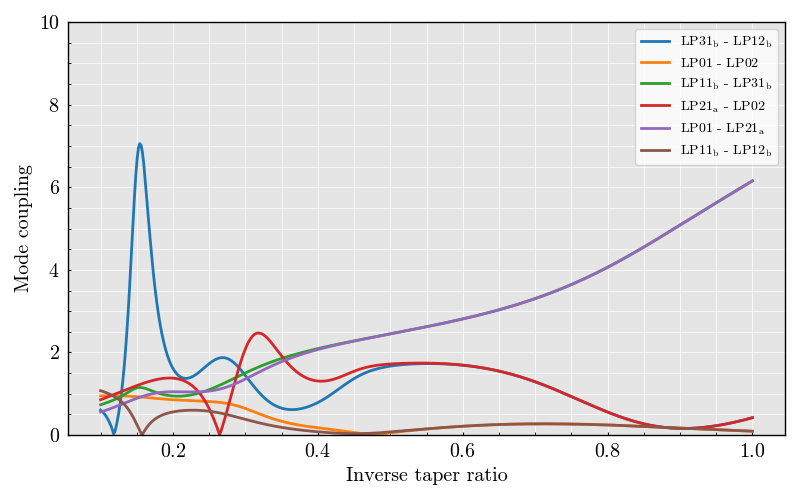 10
8
6
4
2
0
Mode coupling
LP31b - LP12b
LP01 - LP02
LP11b - LP31b
LP21a - LP02
LP01 - LP21a
LP11b - LP12b
0.2 0.4 0.6 0.8 1.0
Inverse taper ratio